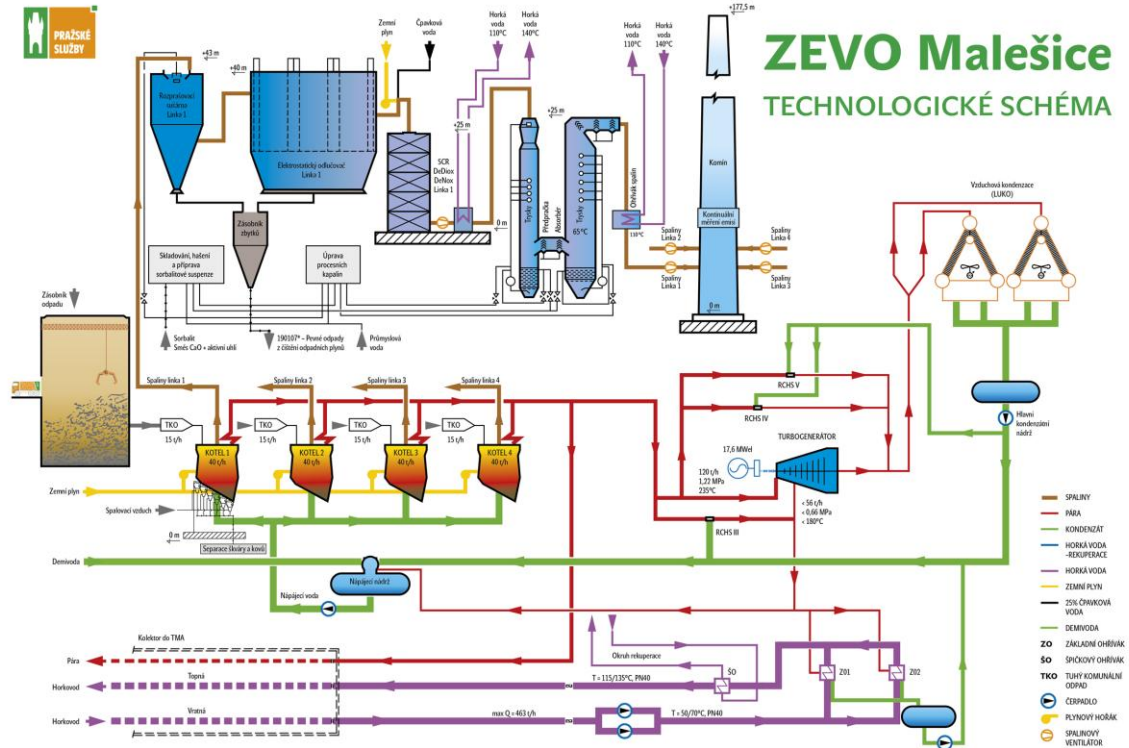 PRAŽSKÉ
SLUŽBY
ZEVO Malešice
TECHNOLOGICKÉ SCHÉMA
+43 m
+40 m
Rozprašovací
sušárna
Linka 1
Elektrostatický odlučovač
Linka 1
Zemní
plyn
Čpavková
voda
Horká
voda
110°C
Horká
voda
140°C
+25 m
SCR
DeDiox
DeNox
Linka 1
0 m
+25 m
Trysky
Předpračka
Absorbér
Trysky
65°C
Ohřívák spalin
110°C
Horká
voda
110°C
Horká
voda
140°C
+177,5 m
Komín
Kontinuální
měření emisí
Spaliny
Linka 2
Spaliny
Linka 4
Spaliny
Linka 1
Spaliny
Linka 3
0 m
Vzduchová kondenzace
(LUKO)
Zásobník
zbytků
Skladování, hašení
a příprava
sorbalitové suspenze
Úprava
procesních
kapalin
Zásobník
odpadu
Sorbalit
Směs CaO + aktivní uhlí
190107* – Pevné odpady
z čištění odpadních plynů
Průmyslová
voda
Spaliny linka 1
Spaliny linka 2
Spaliny linka 3
Spaliny linka 4
TKO
15 t/h
TKO
15 t/h
TKO
15 t/h
TKO
15 t/h
KOTEL 1
40 t/h
KOTEL 2
40 t/h
KOTEL 3
40 t/h
KOTEL 4
40 t/h
Zemní plyn
Spalovací vzduch
0 m
Separace škváry a kovů
RCHS V
RCHS IV
TURBOGENERÁTOR
17,6 MWel
120 t/h
1,22 MPa
235°C
< 56 t/h
< 0,66 MPa
< 180°C
RCHS III
Hlavní
kondenzátní
nádrž
Demivoda
Nápájecí nádrž
Nápájecí voda
Kolektor do TMA
Pára
Topná
Horkovod
Vratná
Horkovod
Okruh rekuperace
T = 115/135°C, PN40
ŠO
Z01
Z02
max Q = 463 t/h
T = 50/70°C, PN40
SPALINY
PÁRA
KONDENZÁT
HORKÁ VODA
-REKUPERACE
HORKÁ VODA
ZEMNÍ PLYN
25% ČPAVKOVÁ
VODA
DEMIVODA
ZO ZÁKLADNÍ OHŘÍVÁK
ŠO ŠPIČKOVÝ OHŘÍVÁK
TKO TUHÝ KOMUNÁLNÍ
ODPAD
ČERPADLO
PLYNOVÝ HOŘÁK
SPALINOVÝ
VENTILÁTOR